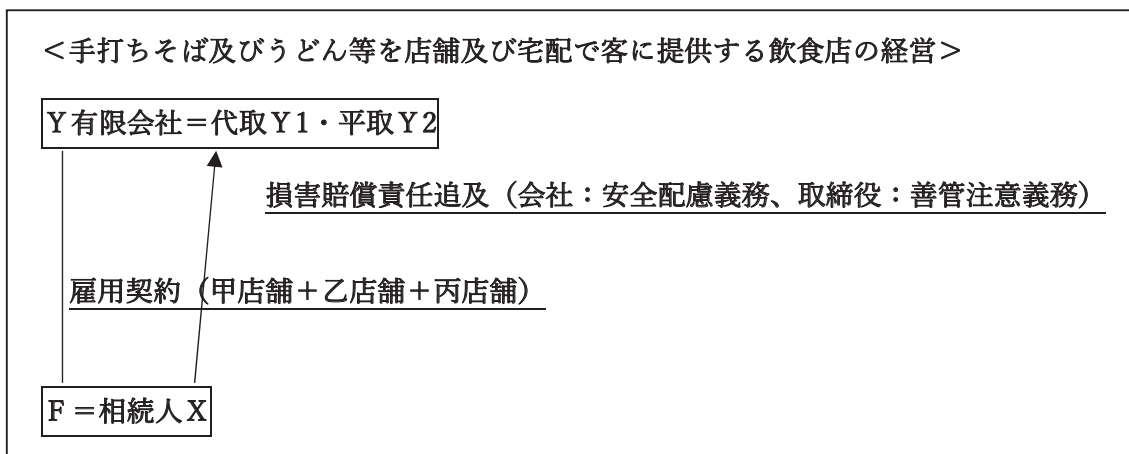 ＜手打ちそば及びうどん等を店舗及び宅配で客に提供する飲食店の経営＞
Ｙ有限会社＝代取Ｙ1・平取Ｙ2
損害賠償責任追及（会社：安全配慮義務、取締役：善管注意義務）
雇用契約（甲店舗＋乙店舗＋丙店舗）
Ｆ＝相続人Ｘ